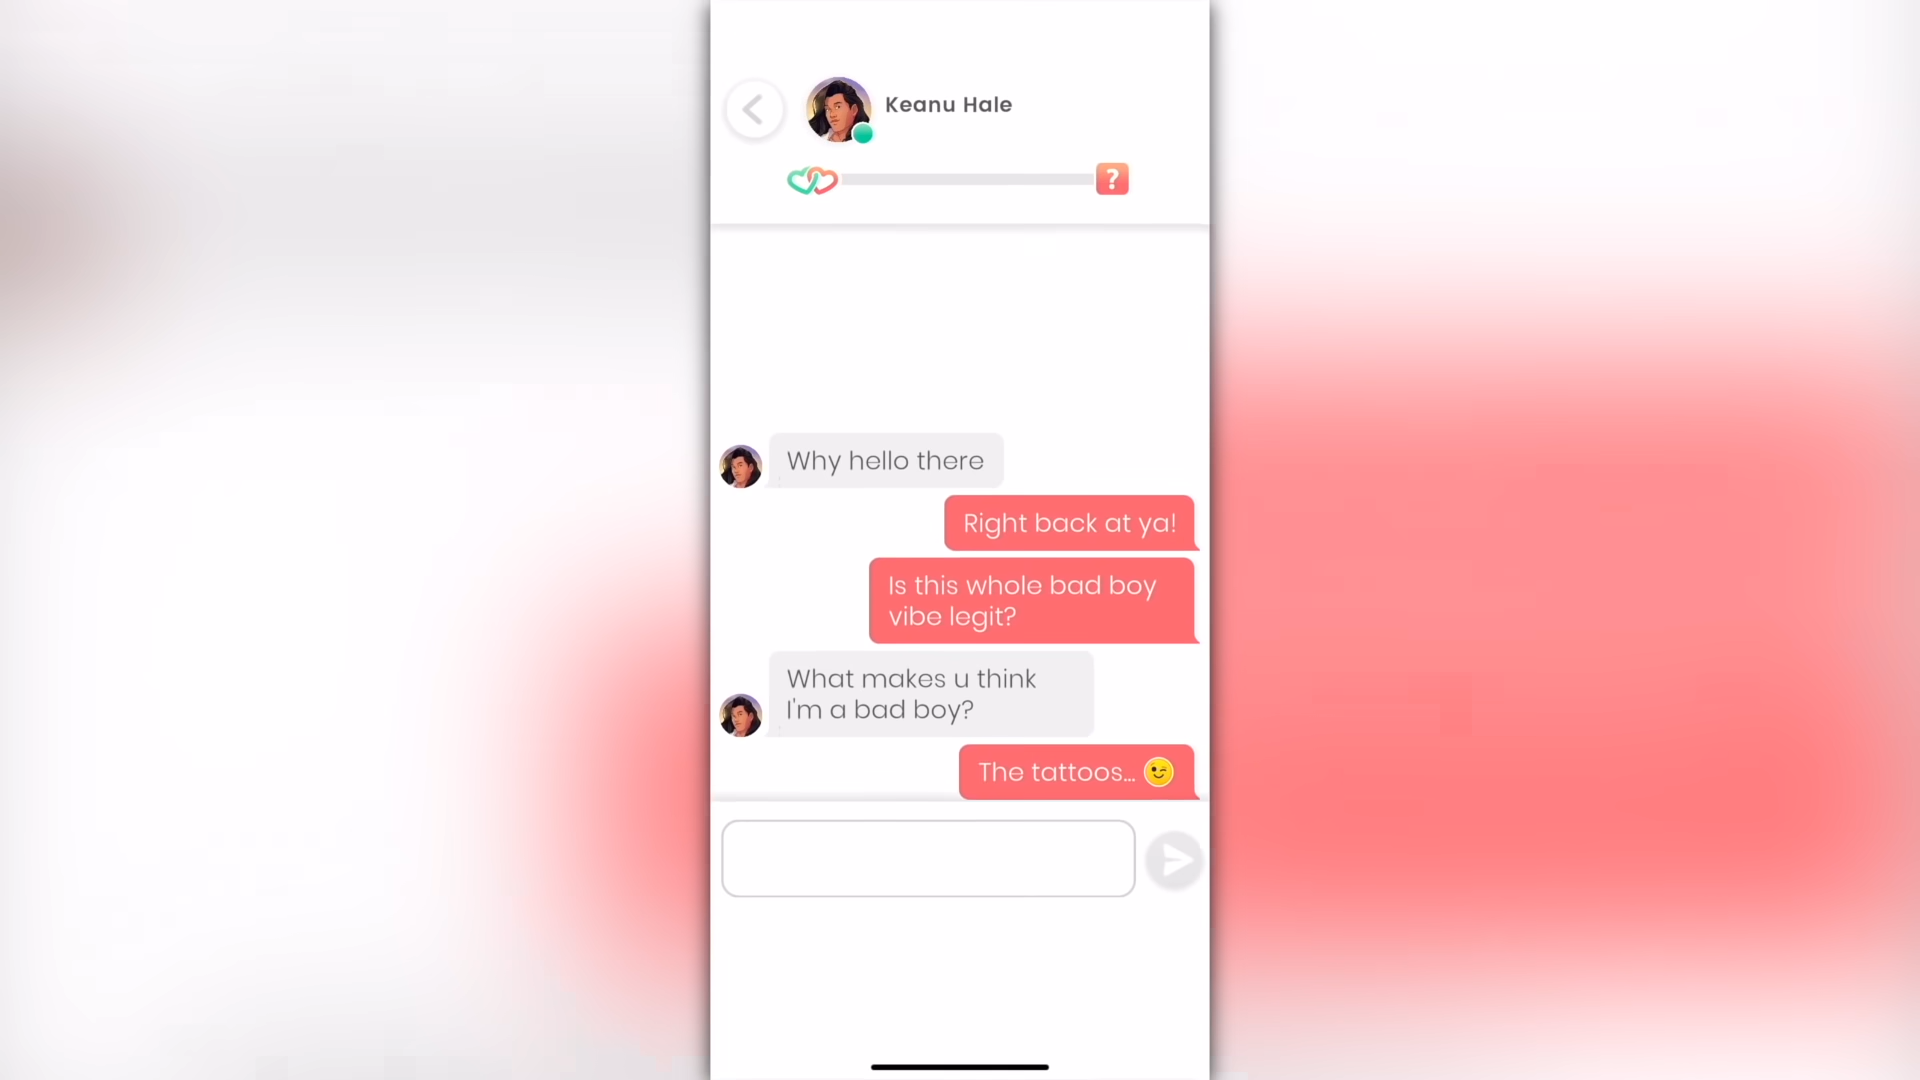 Keanu Hale
?
Why hello there
Right back at ya!
Is this whole bad boy
vibe legit?
What makes u think
I'm a bad boy?
The tattoos... 😉